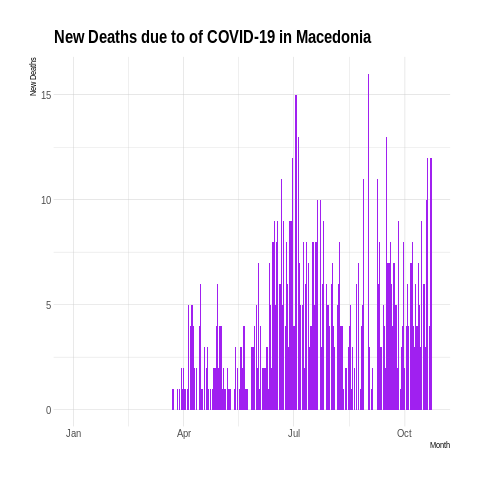 New Deaths due to of COVID-19 in Macedonia
New Deaths
15
10
5
0
Jan Apr Jul Oct
Month